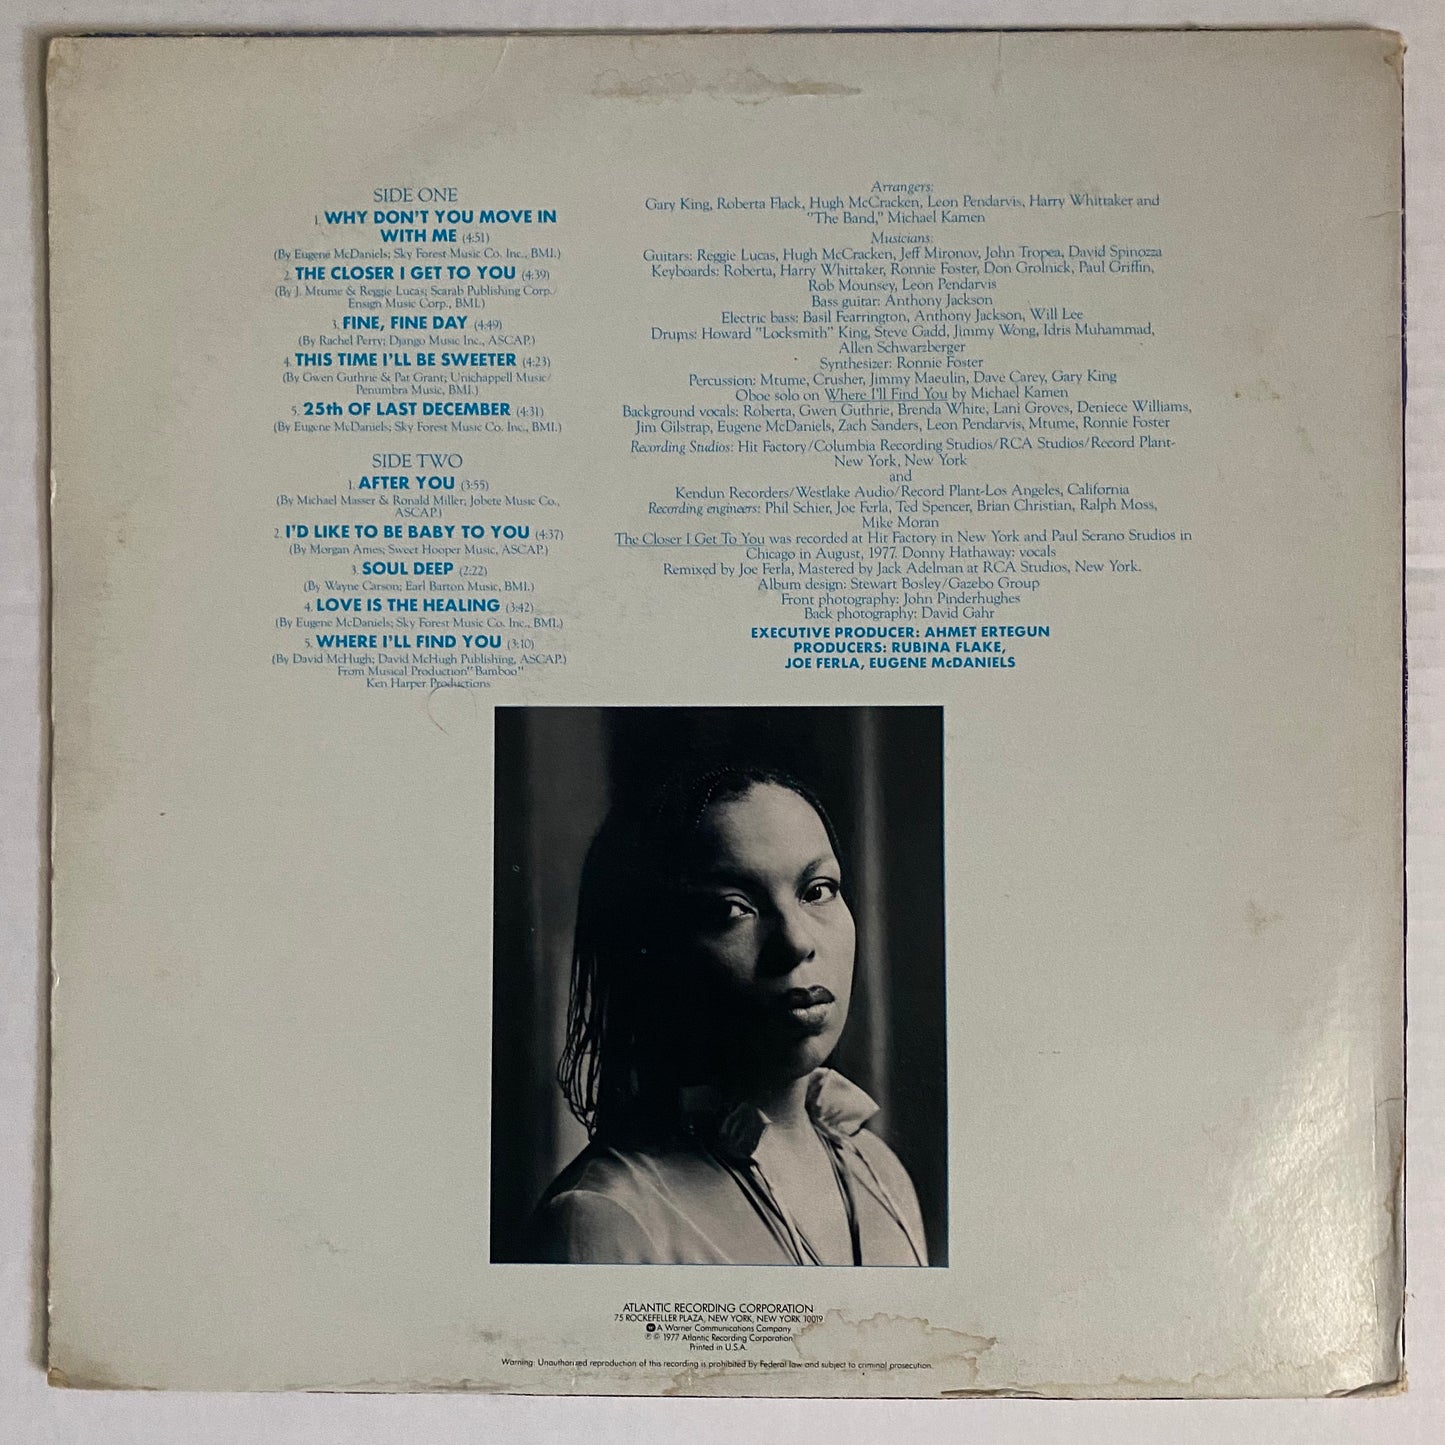 SIDE ONE
1. WHY DON'T YOU MOVE IN
WITH ME (4:51)
(By Eugene McDaniels; Sky Forest Music Co. Inc., BMI.)
2. THE CLOSER I GET TO YOU (4:39)
(By J. Mtume & Reggie Lucas; Scarab Publishing Corp./
Ensign Music Corp., BMI.)
3. FINE, FINE DAY (4:49)
(By Rachel Perry; Django Music Inc., ASCAP.)
4. THIS TIME I'LL BE SWEETER (4:23)
(By Gwen Guthrie & Pat Grant; Unichappell Music/
Penumbra Music, BMI.)
5. 25th OF LAST DECEMBER (4:31)
(By Eugene McDaniels; Sky Forest Music Co. Inc., BMI.)
SIDE TWO
1. AFTER YOU (3:55)
(By Michael Masser & Ronald Miller; Jobete Music Co.,
ASCAP.)
2. I'D LIKE TO BE BABY TO YOU (4:37)
(By Morgan Ames; Sweet Hooper Music, ASCAP.)
3. SOUL DEEP (2:22)
(By Wayne Carson; Earl Barton Music, BMI.)
4. LOVE IS THE HEALING (3:42)
(By Eugene McDaniels; Sky Forest Music Co. Inc., BMI.)
5. WHERE I'LL FIND YOU (3:10)
(By David McHugh; David McHugh Publishing, ASCAP.)
From Musical Production "Bamboo"
Ken Harper Productions
Arrangers:
Gary King, Roberta Flack, Hugh McCracken, Leon Pendarvis, Harry Whittaker and
"The Band," Michael Kamen
Musicians:
Guitars: Reggie Lucas, Hugh McCracken, Jeff Mironov, John Tropea, David Spinozza
Keyboards: Roberta, Harry Whittaker, Ronnie Foster, Don Grolnick, Paul Griffin,
Rob Mounsey, Leon Pendarvis
Bass guitar: Anthony Jackson
Electric bass: Basil Fearrington, Anthony Jackson, Will Lee
Drums: Howard "Locksmith" King, Steve Gadd, Jimmy Wong, Idris Muhammad,
Allen Schwarzberger
Synthesizer: Ronnie Foster
Percussion: Mtume, Crusher, Jimmy Maeulin, Dave Carey, Gary King
Oboe solo on Where I'll Find You by Michael Kamen
Background vocals: Roberta, Gwen Guthrie, Brenda White, Lani Groves, Deniece Williams,
Jim Gilstrap, Eugene McDaniels, Zach Sanders, Leon Pendarvis, Mtume, Ronnie Foster
Recording Studios: Hit Factory/Columbia Recording Studios/RCA Studios/Record Plant-
New York, New York
and
Kendun Recorders/Westlake Audio/Record Plant-Los Angeles, California
Recording engineers: Phil Schier, Joe Ferla, Ted Spencer, Brian Christian, Ralph Moss,
Mike Moran
The Closer I Get To You was recorded at Hit Factory in New York and Paul Serano Studios in
Chicago in August, 1977. Donny Hathaway: vocals
Remixed by Joe Ferla, Mastered by Jack Adelman at RCA Studios, New York.
Album design: Stewart Bosley/Gazebo Group
Front photography: John Pinderhughes
Back photography: David Gahr
EXECUTIVE PRODUCER: AHMET ERTEGUN
PRODUCERS: RUBINA FLAKE,
JOE FERLA, EUGENE McDANIELS
ATLANTIC RECORDING CORPORATION
75 ROCKEFELLER PLAZA, NEW YORK, NEW YORK 10019
A Warner Communications Company
℗ © 1977 Atlantic Recording Corporation
Printed in U.S.A.
Warning: Unauthorized reproduction of this recording is prohibited by Federal law and subject to criminal prosecution.